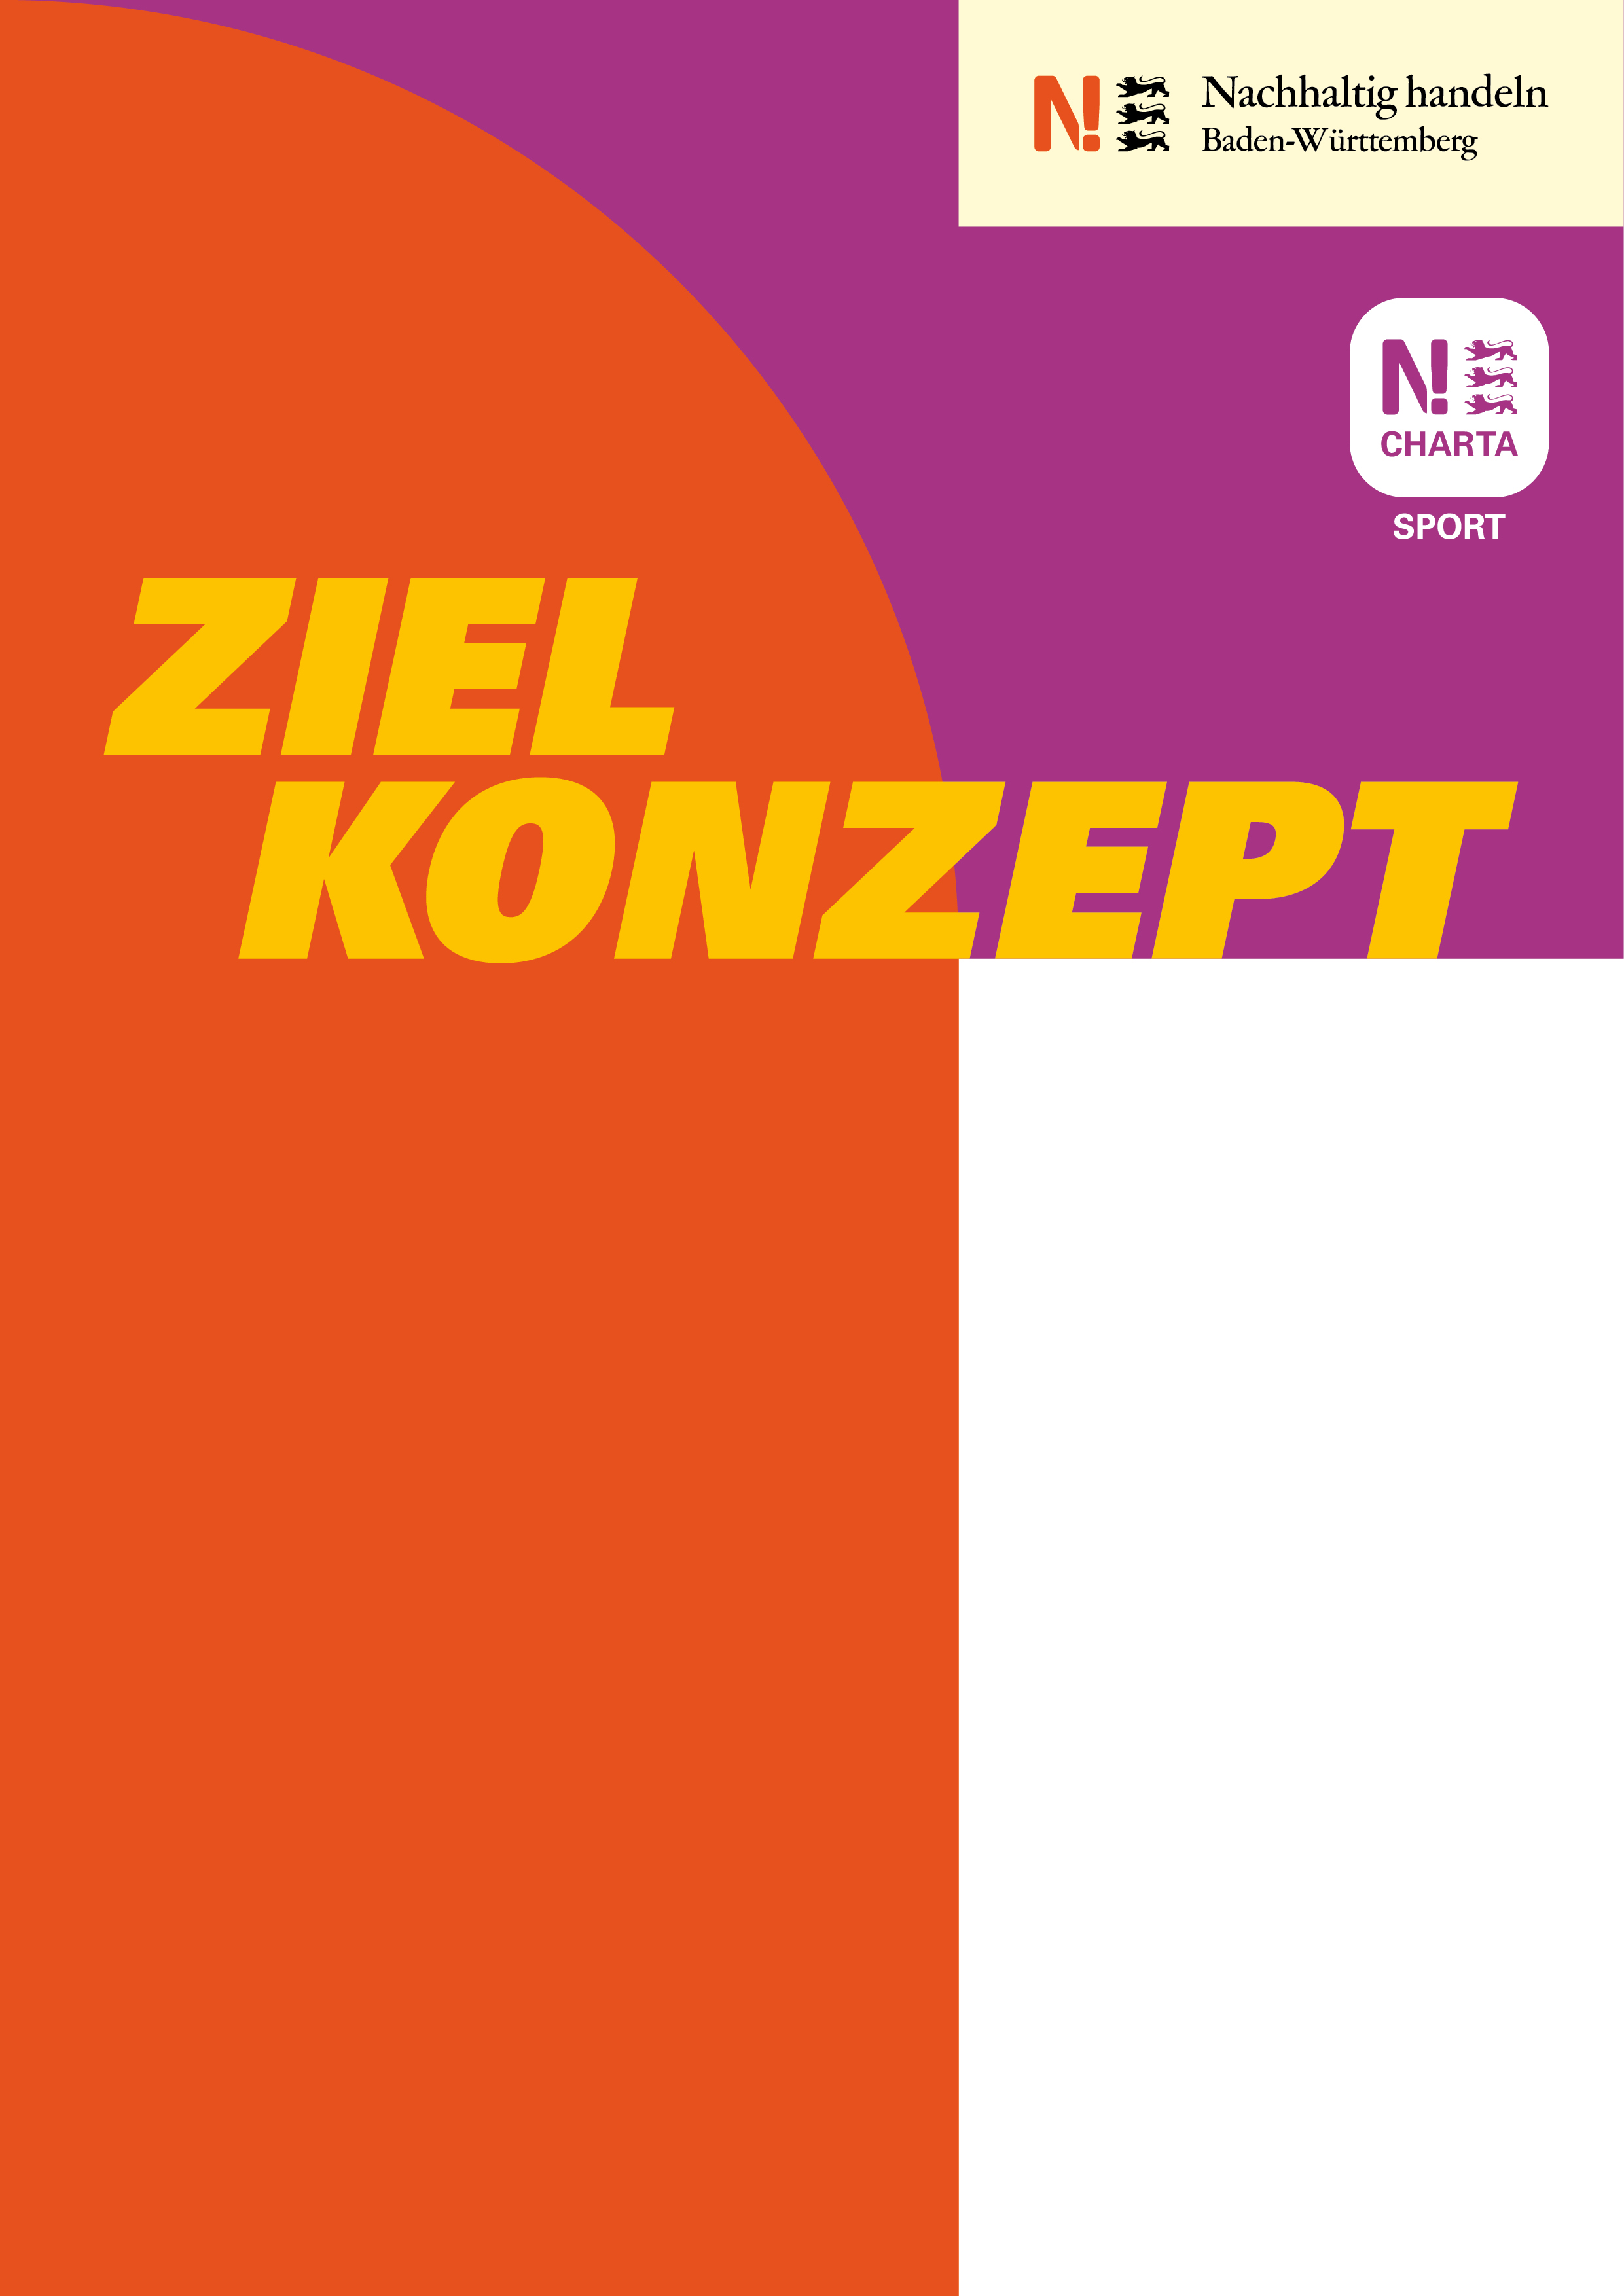 N! Nachhaltig handeln
Baden-Württemberg
N!
CHARTA
SPORT
ZIEL
KONZEPT